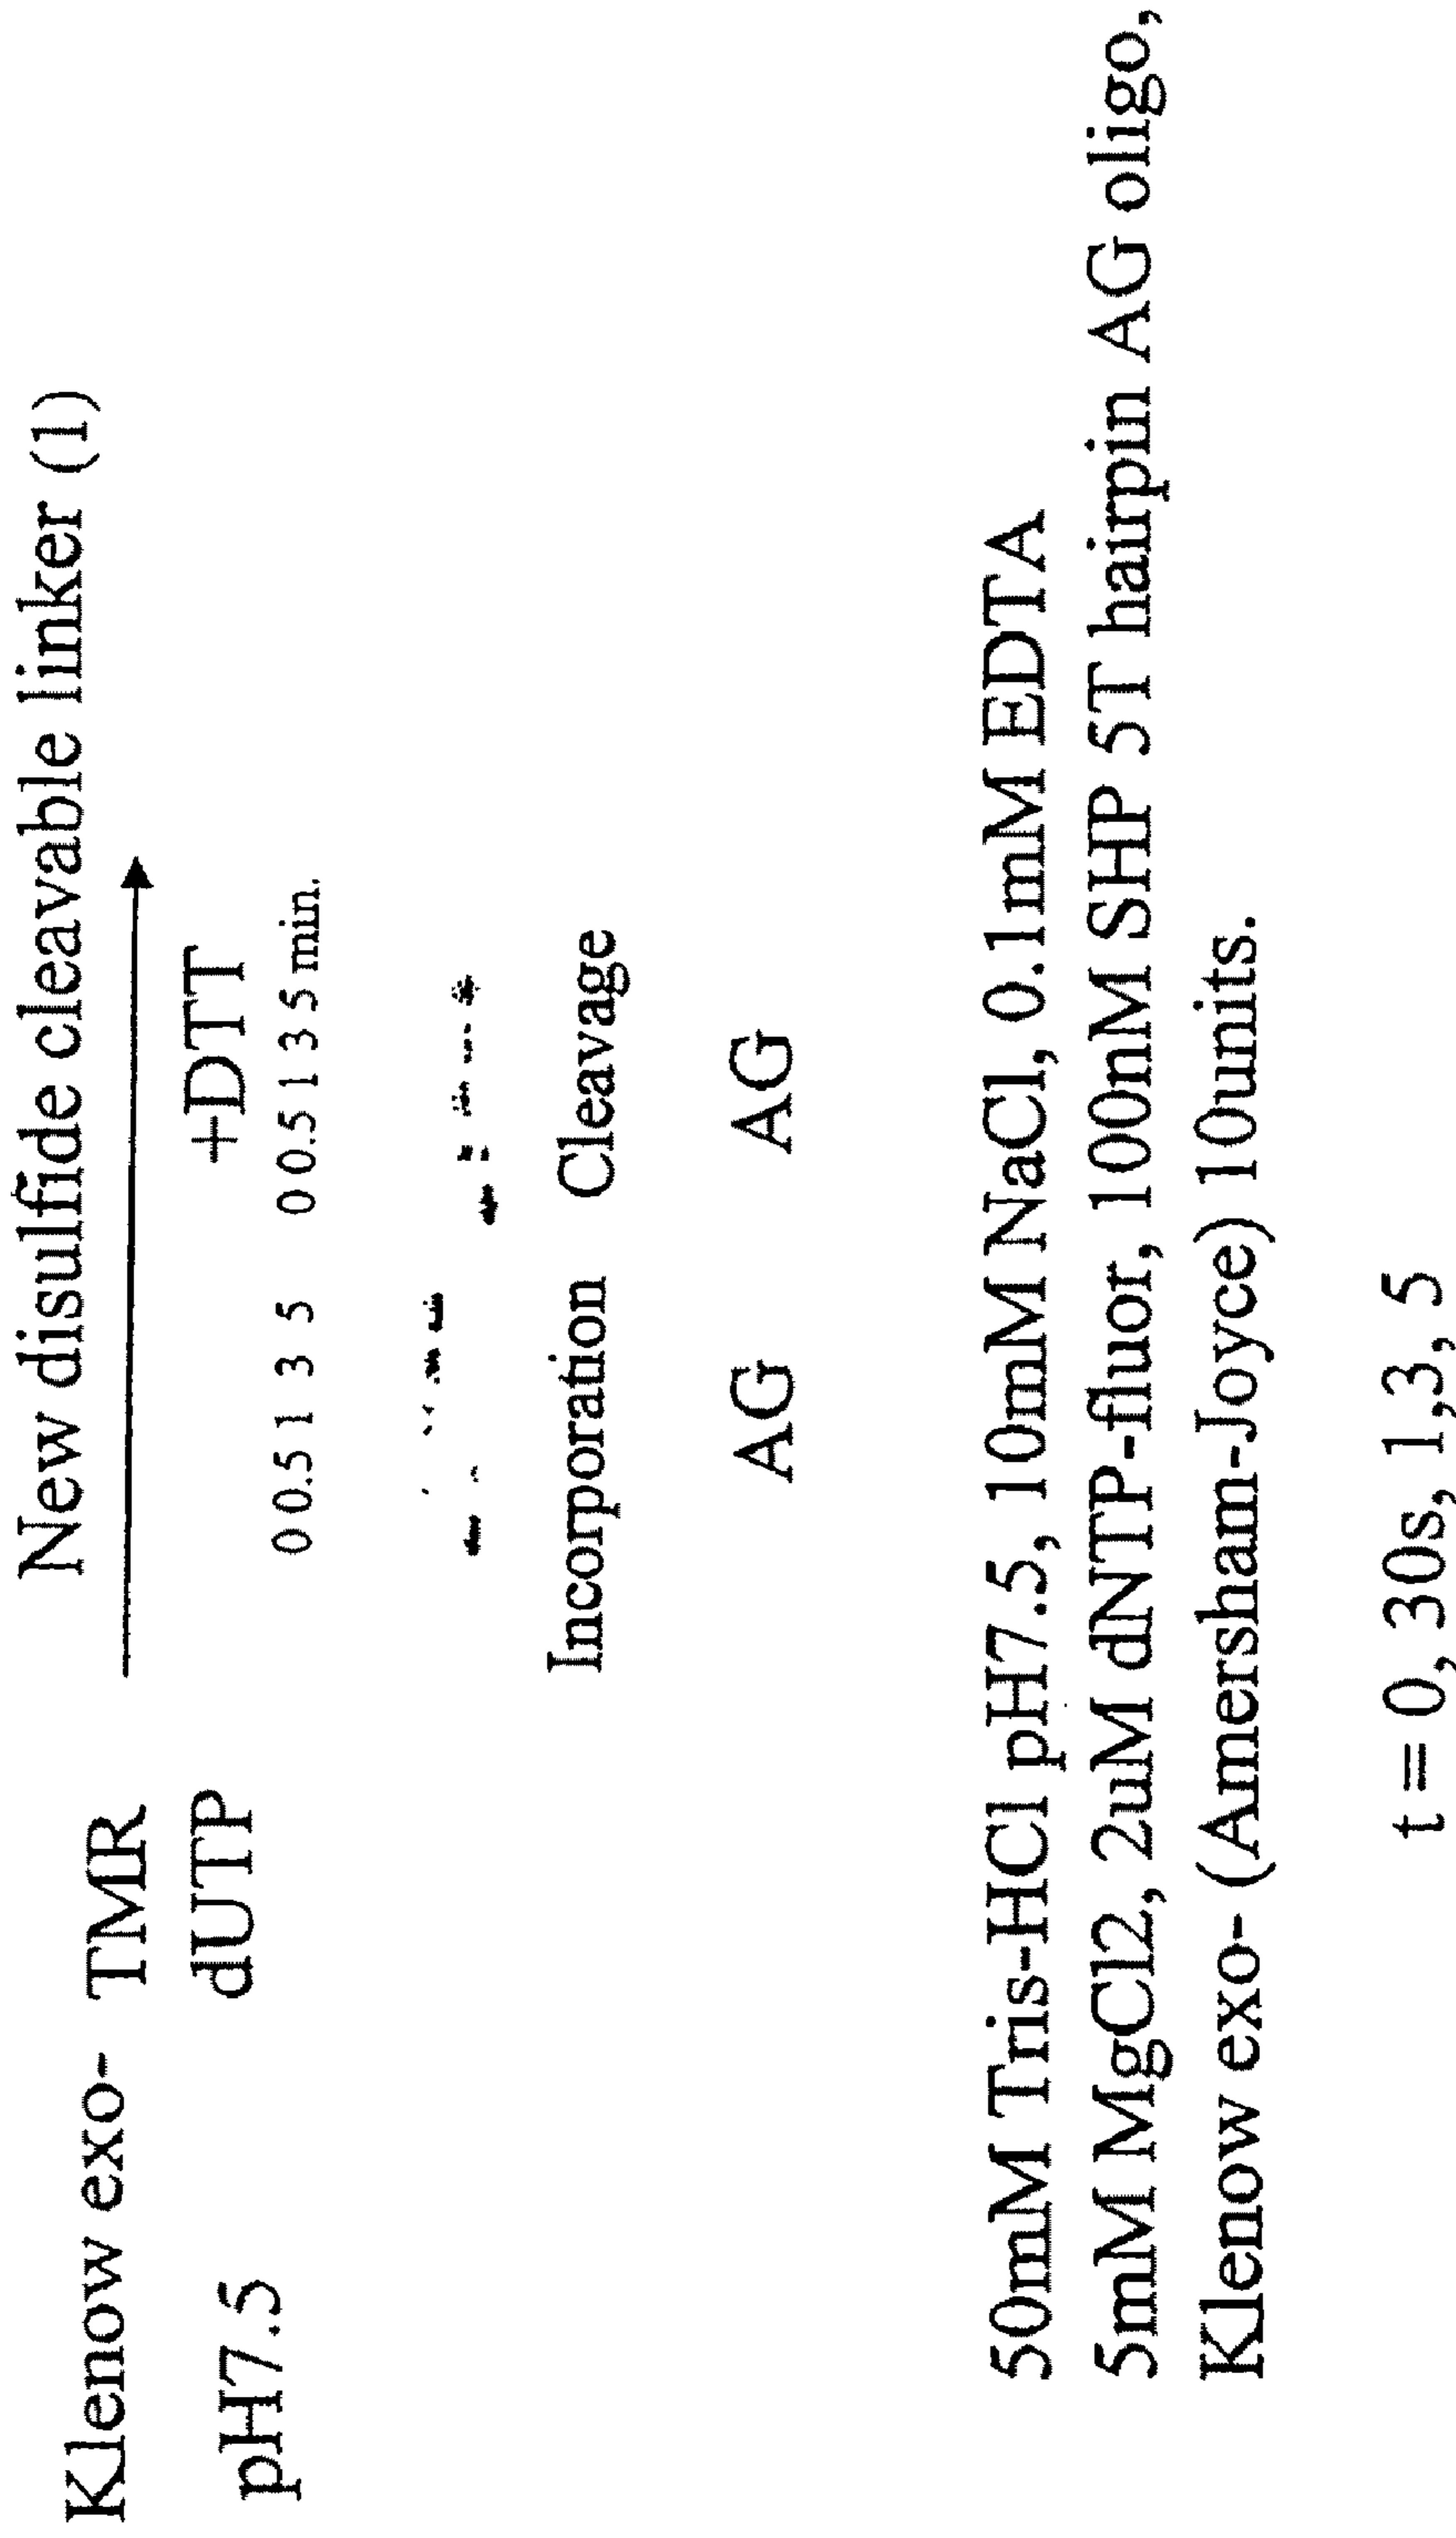 New disulfide cleavable linker (1)
Klenow exo- TMR
dUTP
pH7.5
+DTT
0 0.5 1 3 5 0 0.5 1 3 5 min.
Incorporation Cleavage
AG AG
50mM Tris-HCl pH7.5, 10mM NaCl, 0.1mM EDTA
5mM MgCl2, 2uM dNTP-fluor, 100nM SHP 5T hairpin AG oligo,
Klenow exo- (Amersham-Joyce) 10units.
t = 0, 30s, 1,3, 5